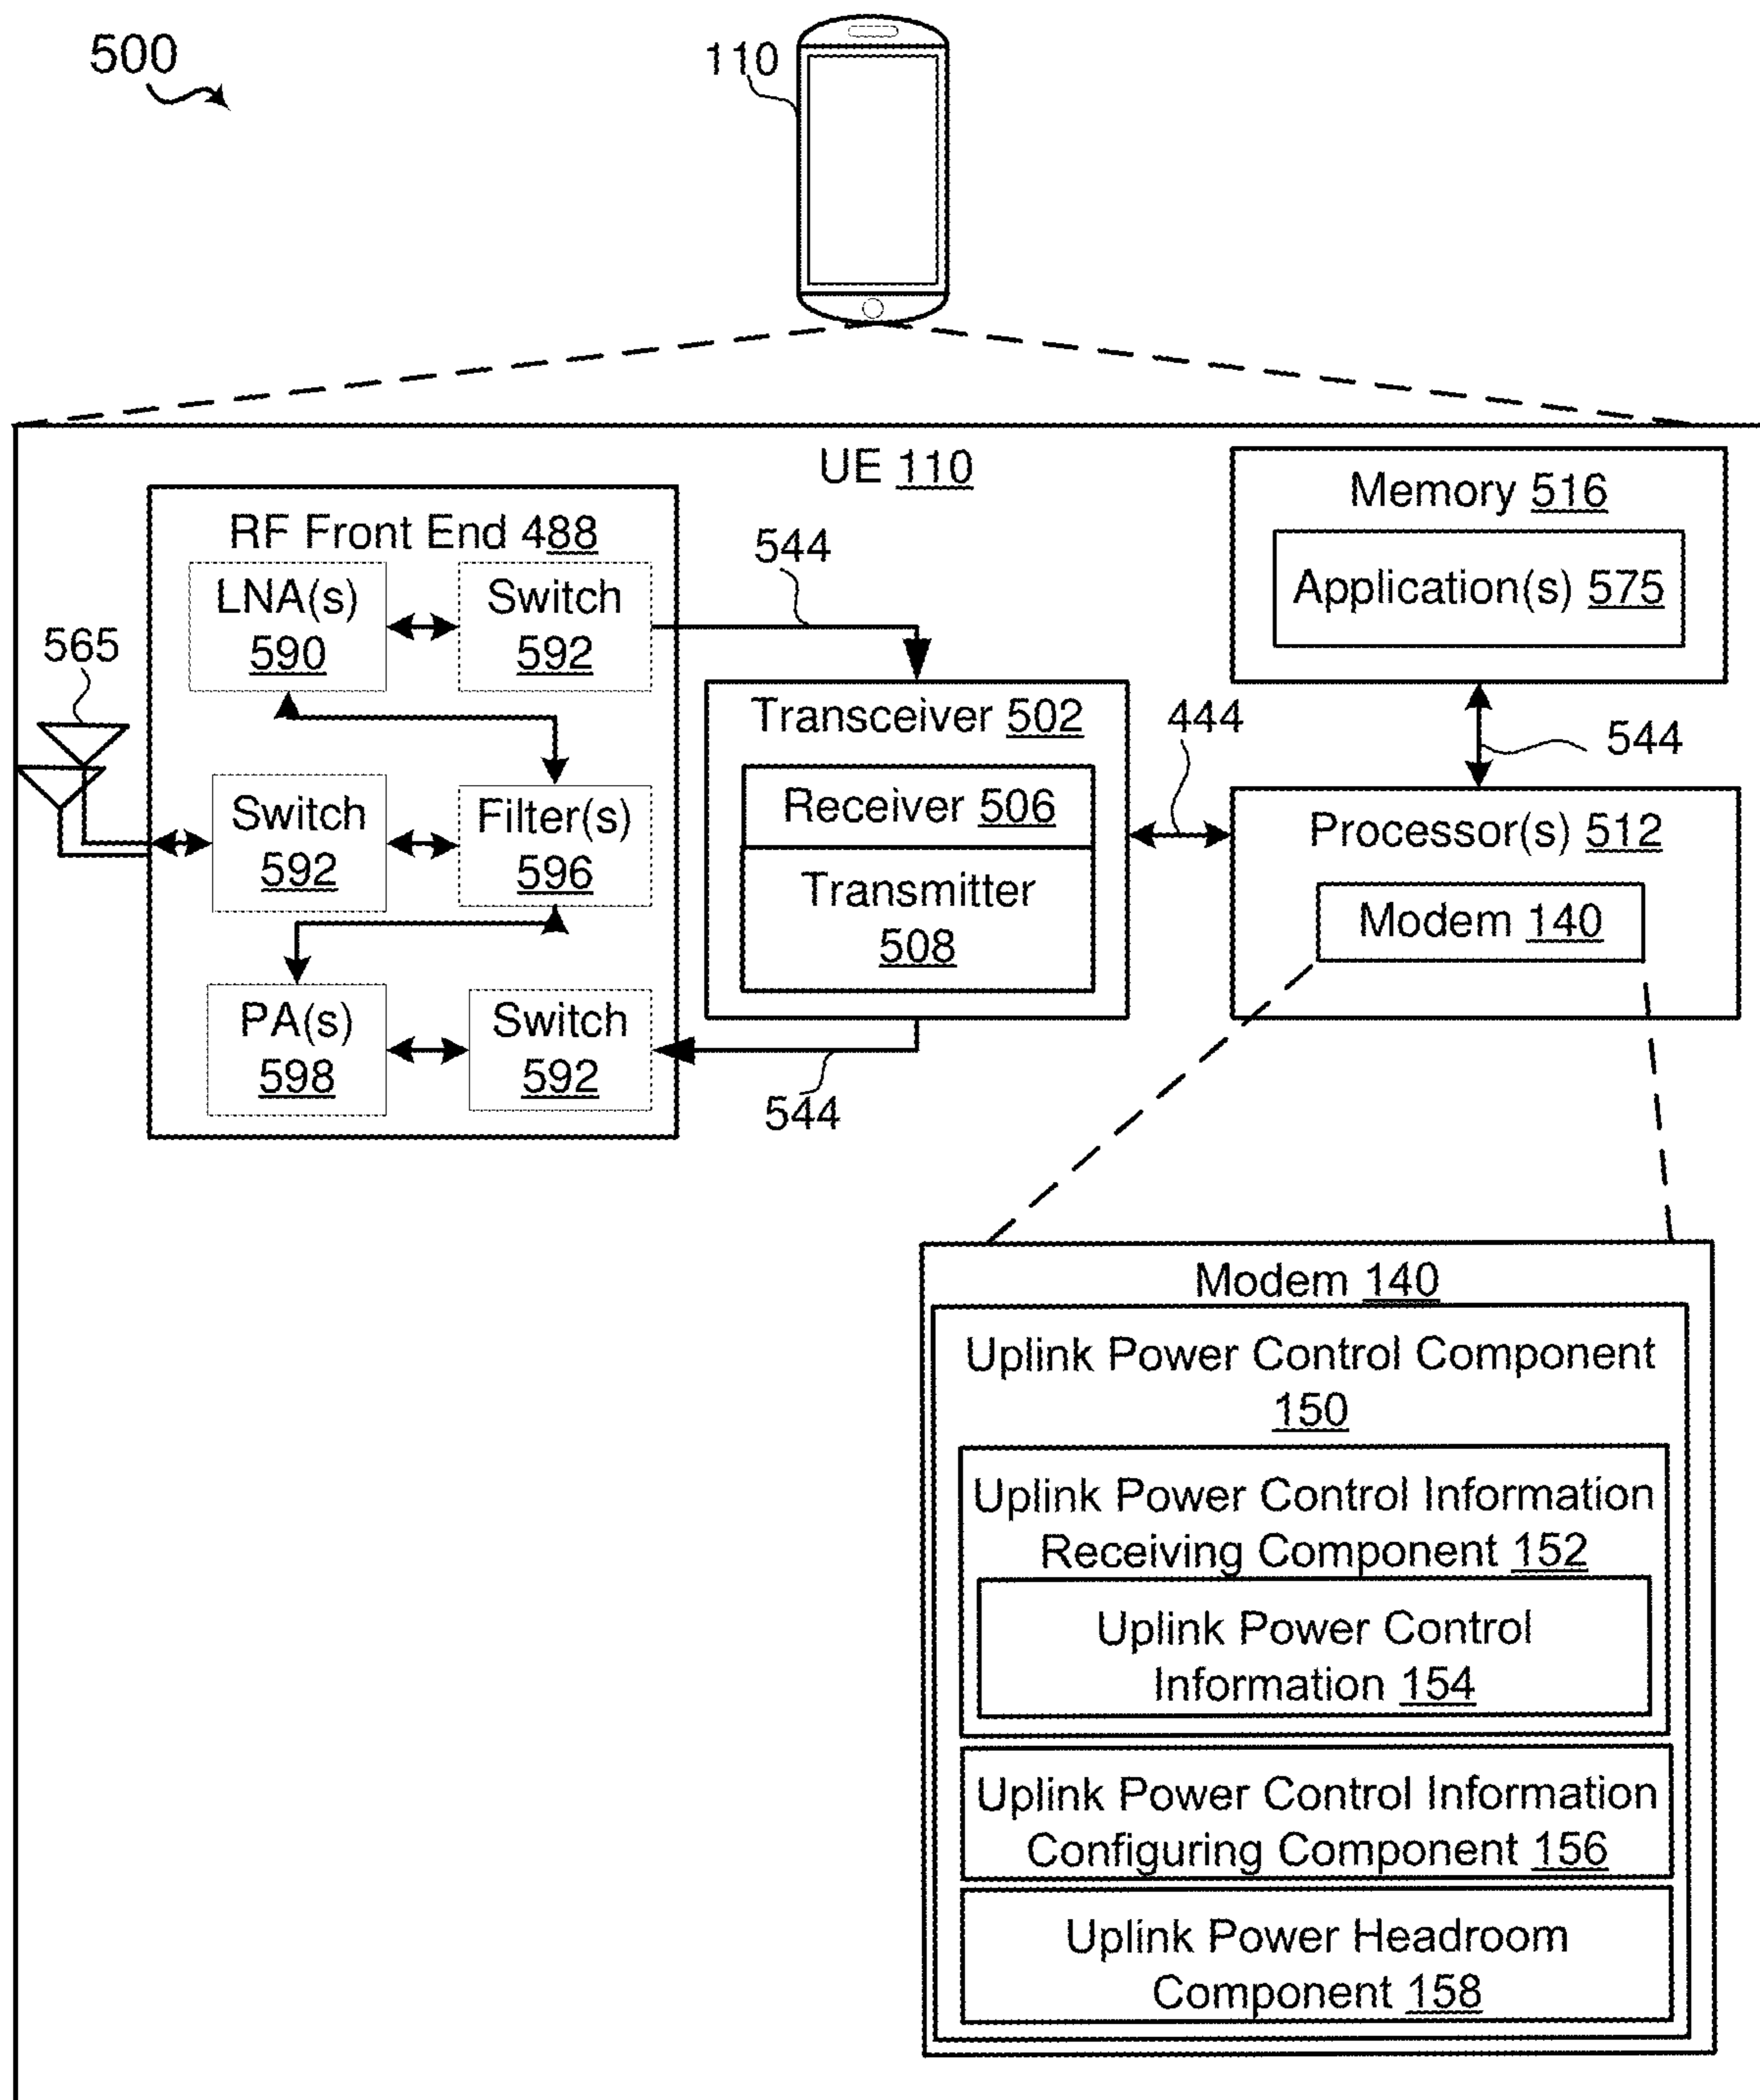 500
110
UE 110
RF Front End 488
LNA(s)
590
Switch
592
544
565
Switch
592
Filter(s)
596
PA(s)
598
Switch
592
544
Transceiver 502
Receiver 506
Transmitter
508
444
Memory 516
Application(s) 575
544
Processor(s) 512
Modem 140
Modem 140
Uplink Power Control Component
150
Uplink Power Control Information
Receiving Component 152
Uplink Power Control
Information 154
Uplink Power Control Information
Configuring Component 156
Uplink Power Headroom
Component 158